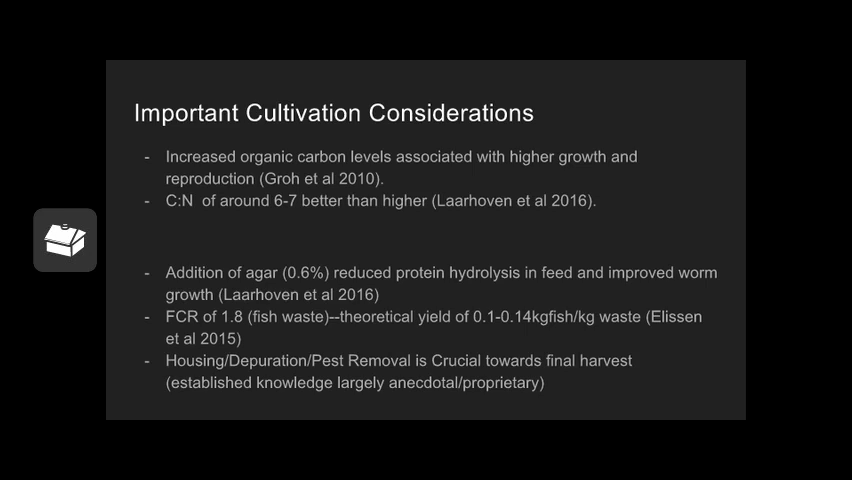 Important Cultivation Considerations
- Increased organic carbon levels associated with higher growth and
reproduction (Groh et al 2010).
- C:N  of around 6-7 better than higher (Laarhoven et al 2016).
- Addition of agar (0.6%) reduced protein hydrolysis in feed and improved worm
growth (Laarhoven et al 2016)
- FCR of 1.8 (fish waste)--theoretical yield of 0.1-0.14kgfish/kg waste (Elissen
et al 2015)
- Housing/Depuration/Pest Removal is Crucial towards final harvest
(established knowledge largely anecdotal/proprietary)